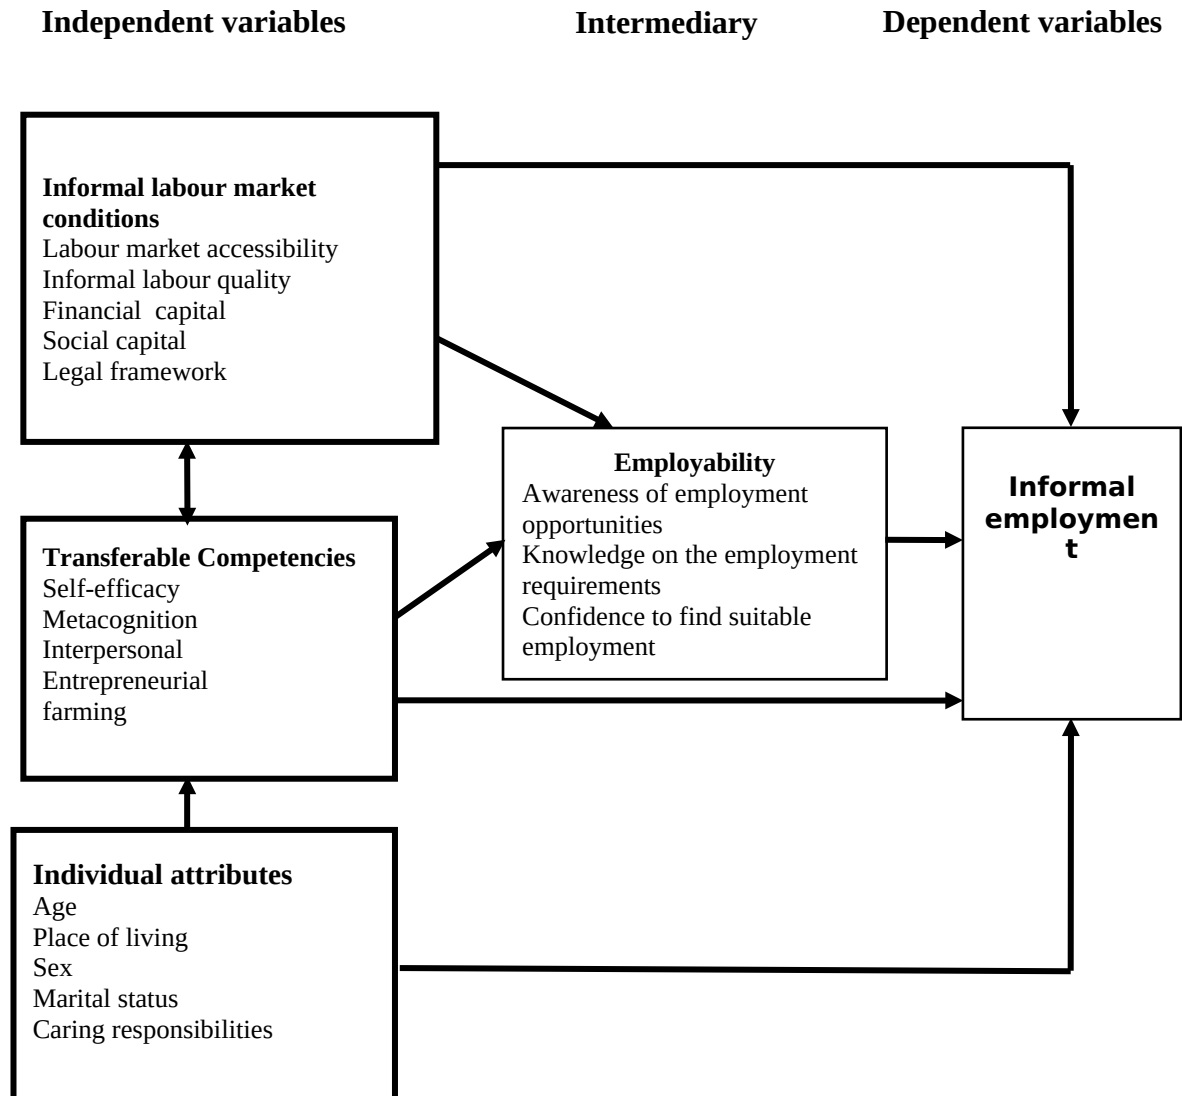 Independent variables
Intermediary
Dependent variables
Informal labour market
conditions
Labour market accessibility
Informal labour quality
Financial  capital
Social capital
Legal framework
Employability
Awareness of employment
opportunities
Knowledge on the employment
requirements
Confidence to find suitable
employment
Informal
employmen
t
Transferable Competencies
Self-efficacy
Metacognition
Interpersonal
Entrepreneurial
farming
Individual attributes
Age
Place of living
Sex
Marital status
Caring responsibilities